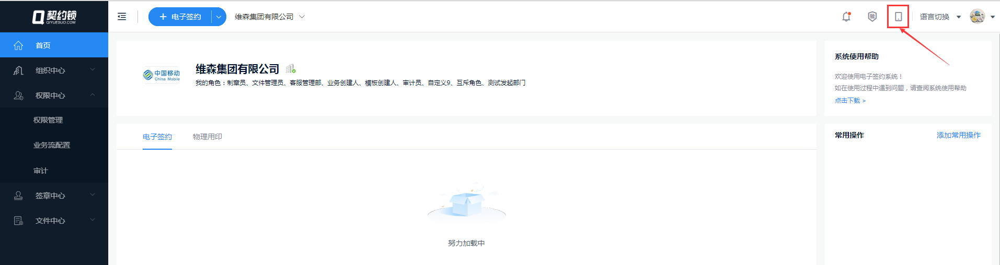 契约锁
QIYUESUO.COM
电子签约
维森集团有限公司
语言切换
首页
组织中心
权限中心
权限管理
业务流配置
审计
签章中心
文件中心
中国移动
China Mobile
维森集团有限公司
我的角色：制章员、文件管理员、客服管理部、业务创建人、模板创建人、审计员、自定义9、互斥角色、测试发起部门
系统使用帮助
欢迎使用电子签约系统！
如在使用过程中遇到问题，请查阅系统使用帮助
点击下载 >
电子签约 物理用印
努力加载中
常用操作 添加常用操作